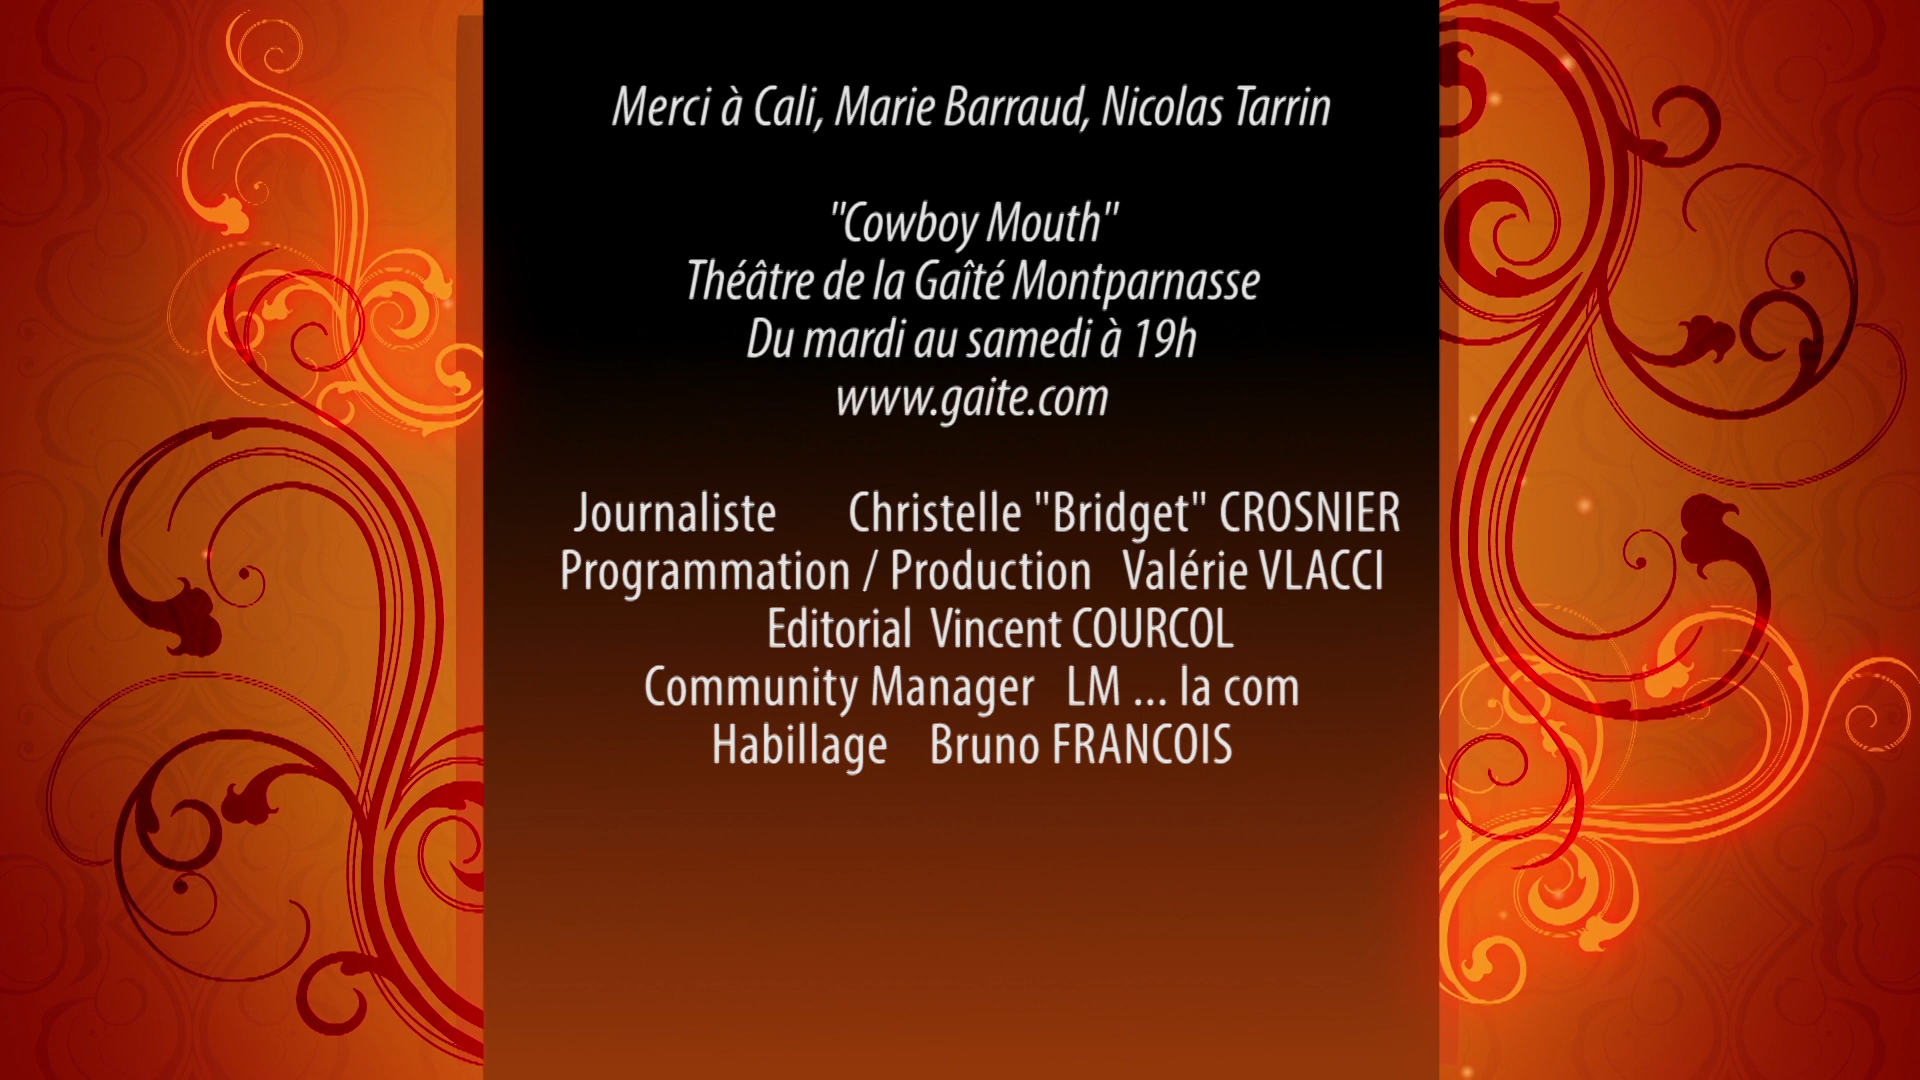 Merci à Cali, Marie Barraud, Nicolas Tarrin
"Cowboy Mouth"
Théâtre de la Gaîté Montparnasse
Du mardi au samedi à 19h
www.gaite.com
Journaliste Christelle "Bridget" CROSNIER
Programmation / Production Valérie VLACCI
Editorial Vincent COURCOL
Community Manager LM ... la com
Habillage Bruno FRANCOIS